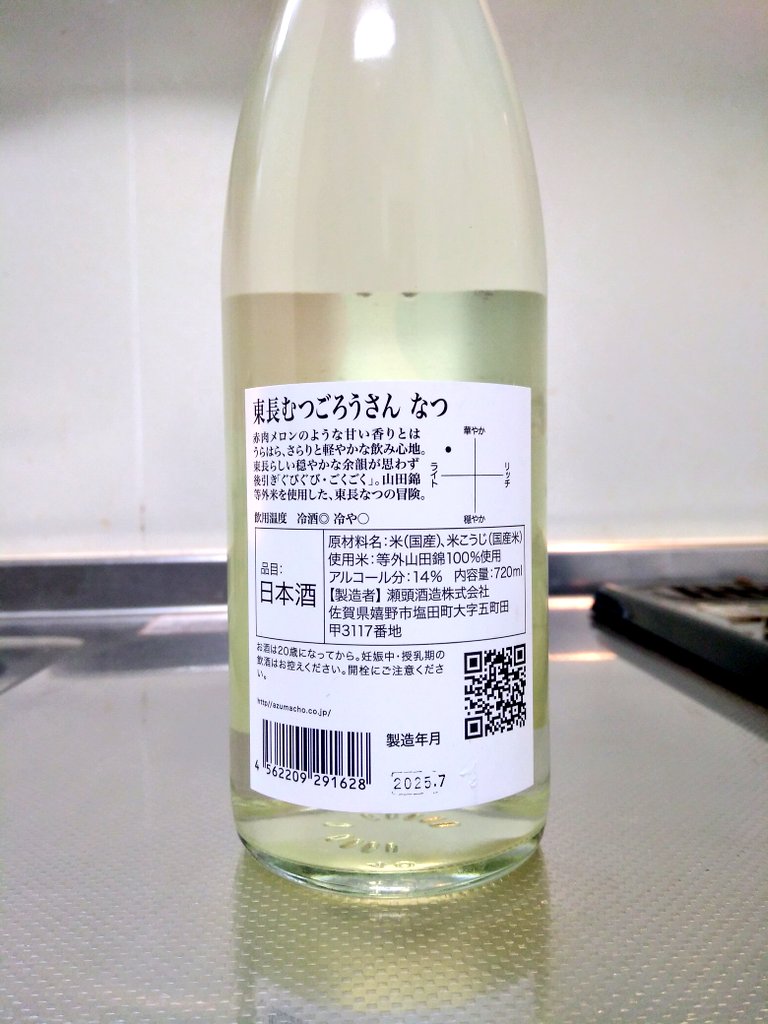 東長むつごろうさん なつ
赤肉メロンのような甘い香りとは
うらはら、さらりと軽やかな飲み心地。
東長らしい穏やかな余韻が思わず
後引き「ぐびぐび・ごくごく」。山田錦
等外米を使用した、東長なつの冒険。
華やか
ライト
リッチ
穏やか
飲用温度 冷酒◎ 冷や○
品目:
日本酒
原材料名:米(国産)、米こうじ(国産米)
使用米:等外山田錦100%使用
アルコール分:14% 内容量:720ml
【製造者】瀬頭酒造株式会社
佐賀県嬉野市塩田町大字五町田
甲3117番地
お酒は20歳になってから。妊娠中・授乳期の
飲酒はお控えください。開栓にご注意くださ
い。
http//azumacho.co.jp/
製造年月
4 562209 291628
2025.7